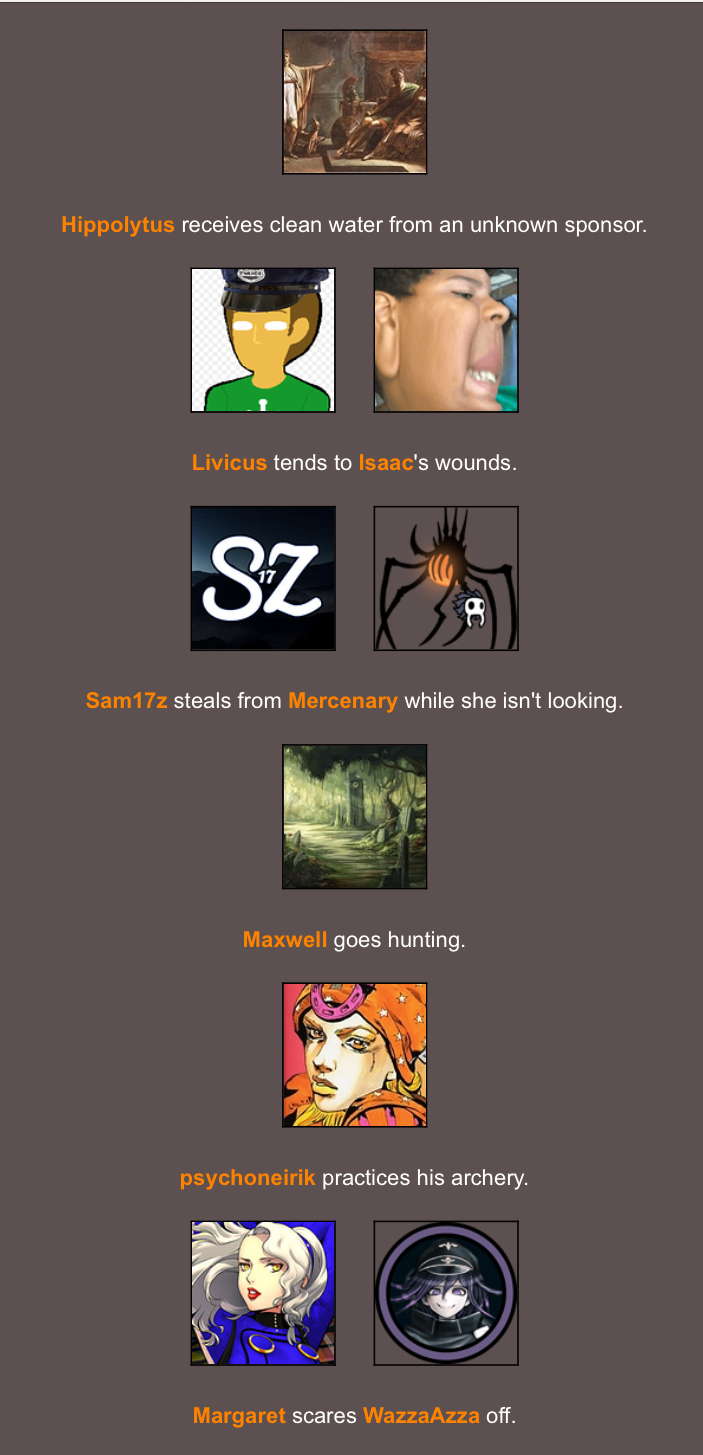 Hippolytus receives clean water from an unknown sponsor.
POLICE
Livicus tends to Isaac's wounds.
SZ
17
Sam17z steals from Mercenary while she isn't looking.
Maxwell goes hunting.
psychoneirik practices his archery.
Margaret scares WazzaAzza off.